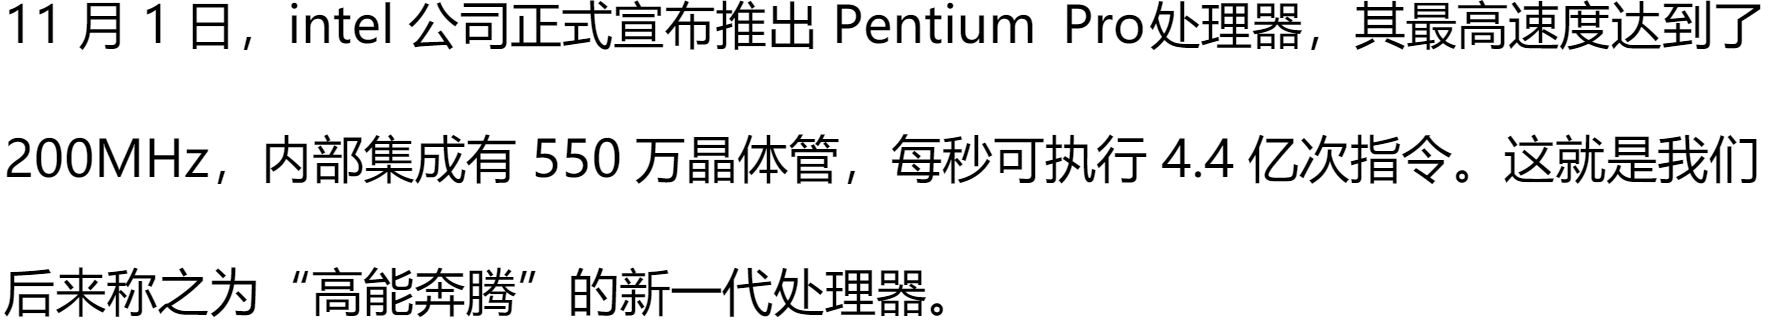 11 月 1 日，intel 公司正式宣布推出 Pentium Pro处理器，其最高速度达到了
200MHz，内部集成有 550 万晶体管，每秒可执行 4.4 亿次指令。这就是我们
后来称之为“高能奔腾”的新一代处理器。